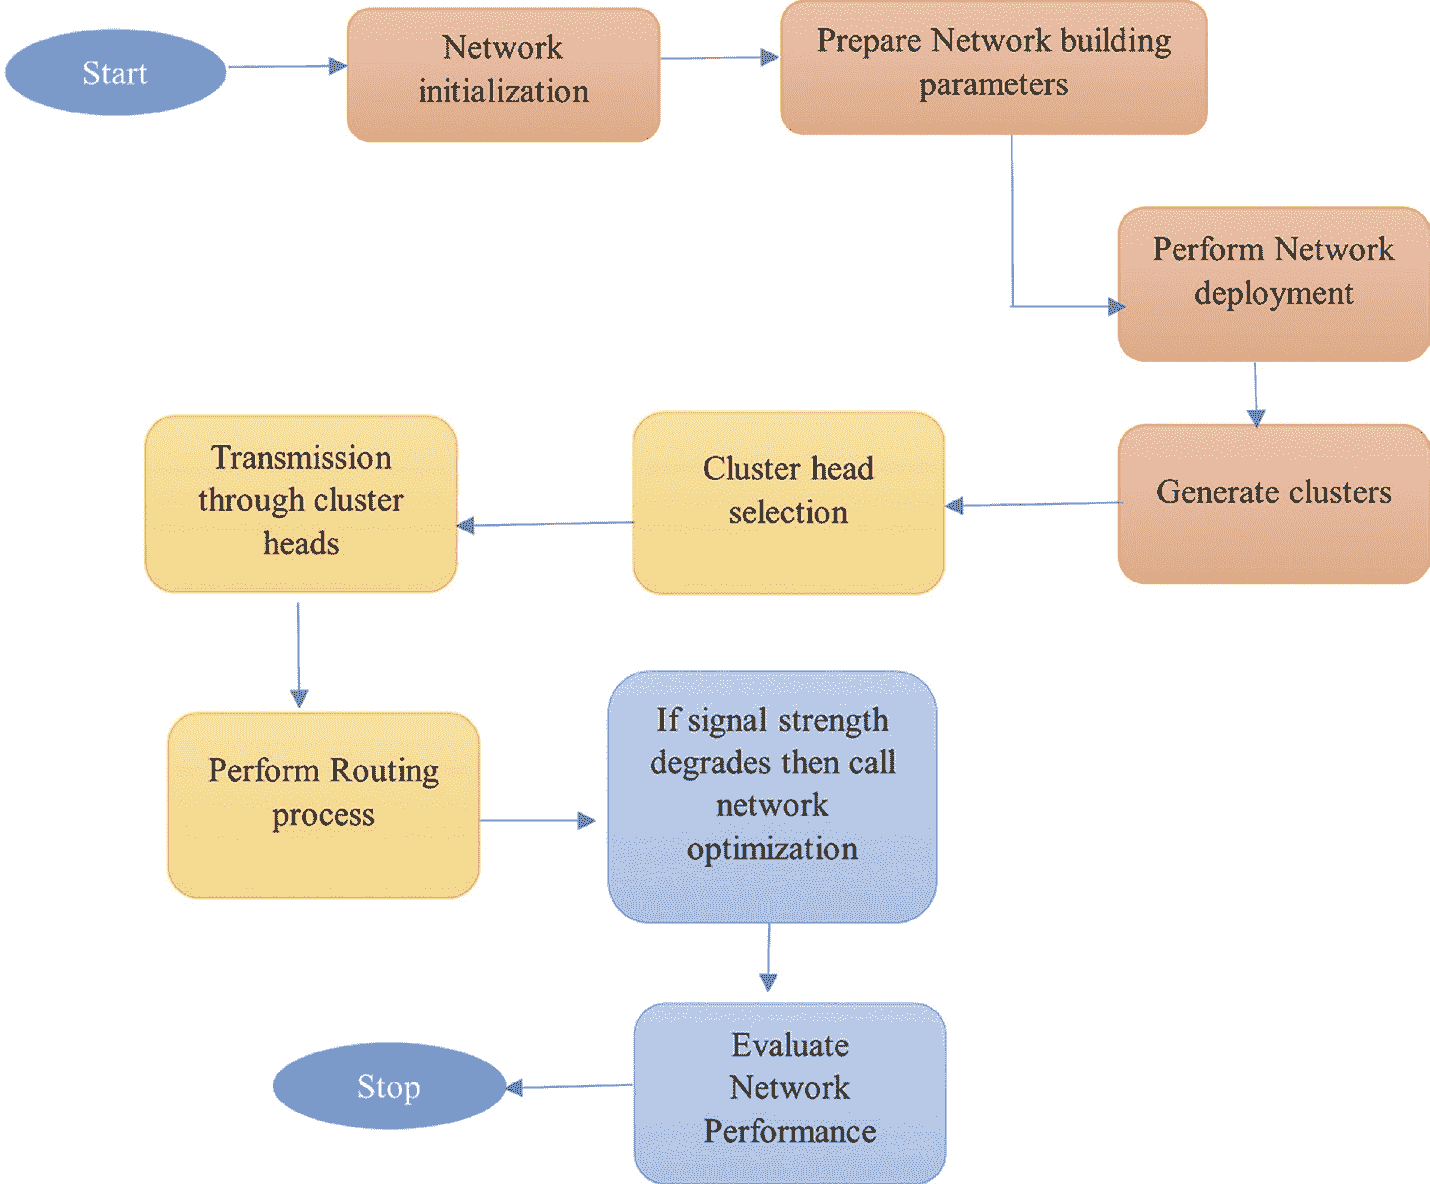 Start
Network
initialization
Prepare Network building
parameters
Perform Network
deployment
Generate clusters
Cluster head
selection
Transmission
through cluster
heads
Perform Routing
process
If signal strength
degrades then call
network
optimization
Evaluate
Network
Performance
Stop